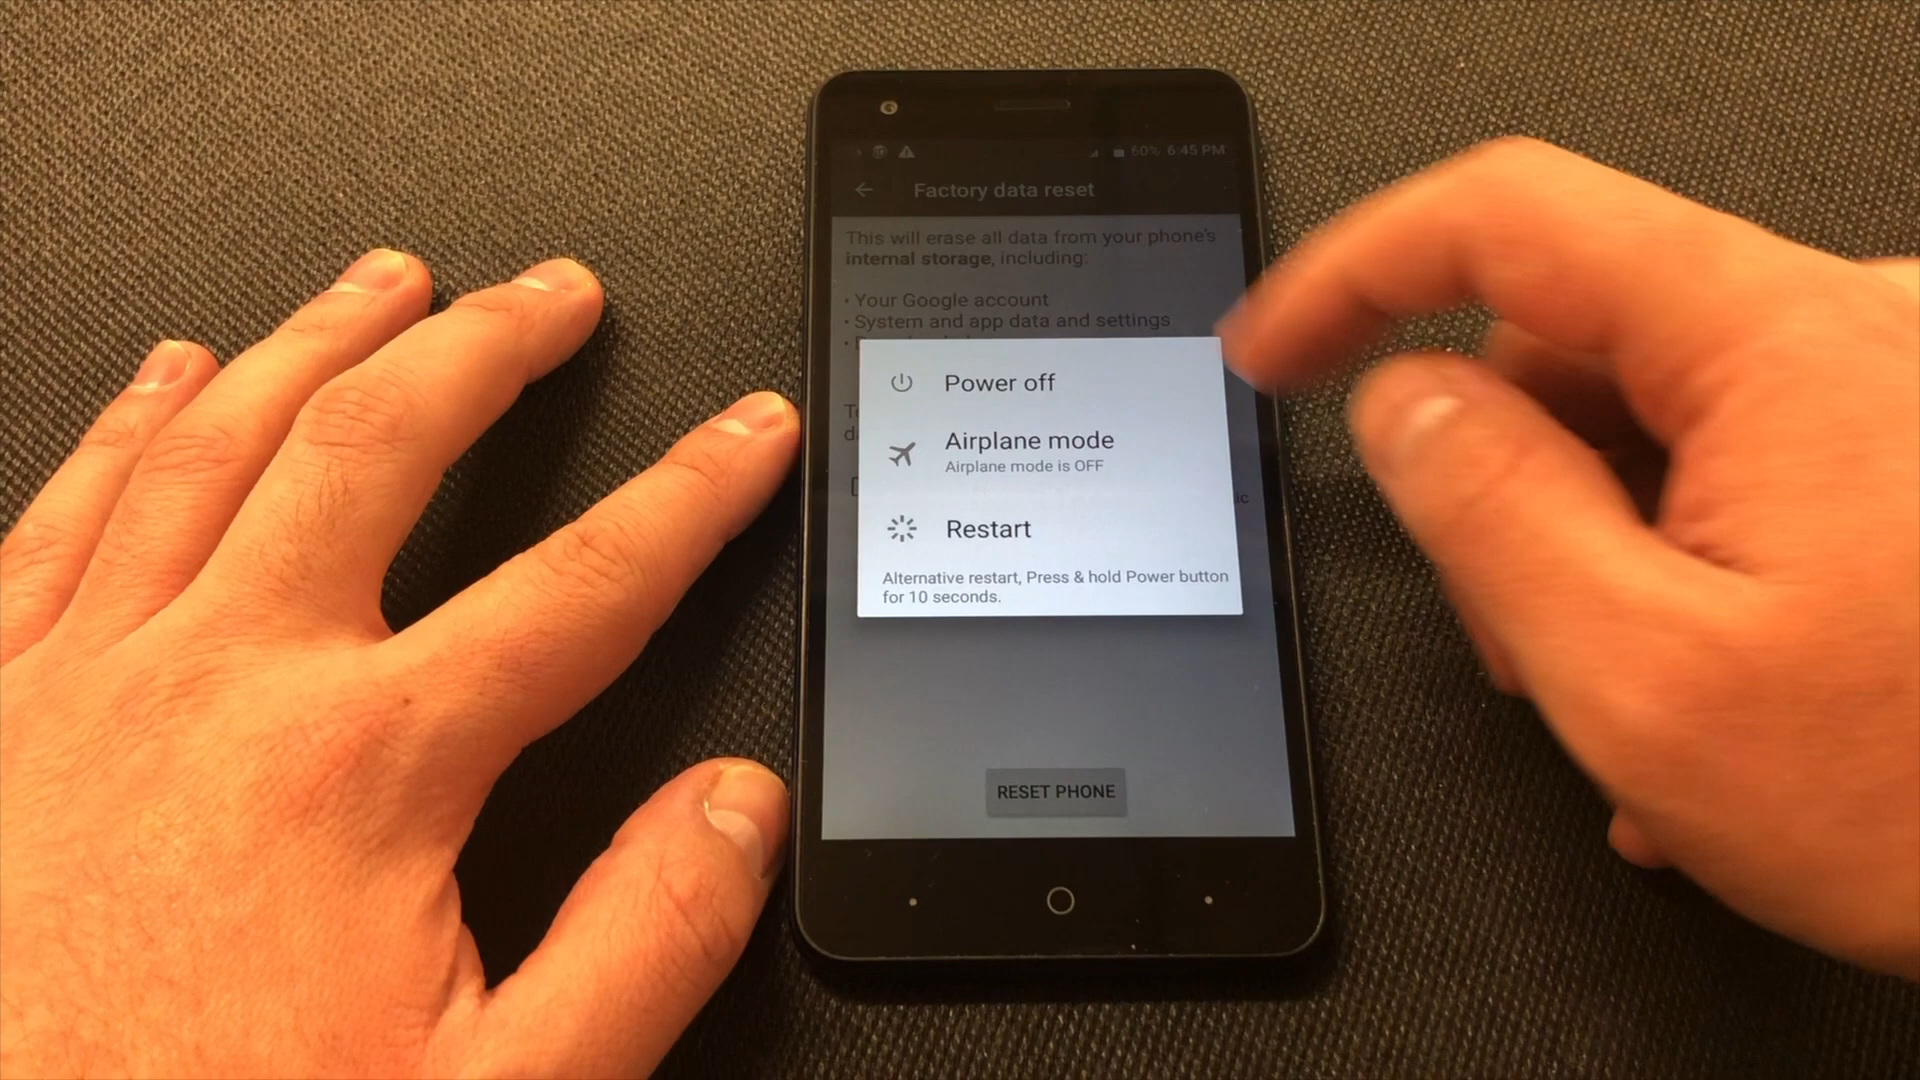 60% 6:45 PM
Factory data reset
This will erase all data from your phone's
internal storage, including:
• Your Google account
• System and app data and settings
Power off
Airplane mode
Airplane mode is OFF
Restart
Alternative restart, Press & hold Power button
for 10 seconds.
RESET PHONE